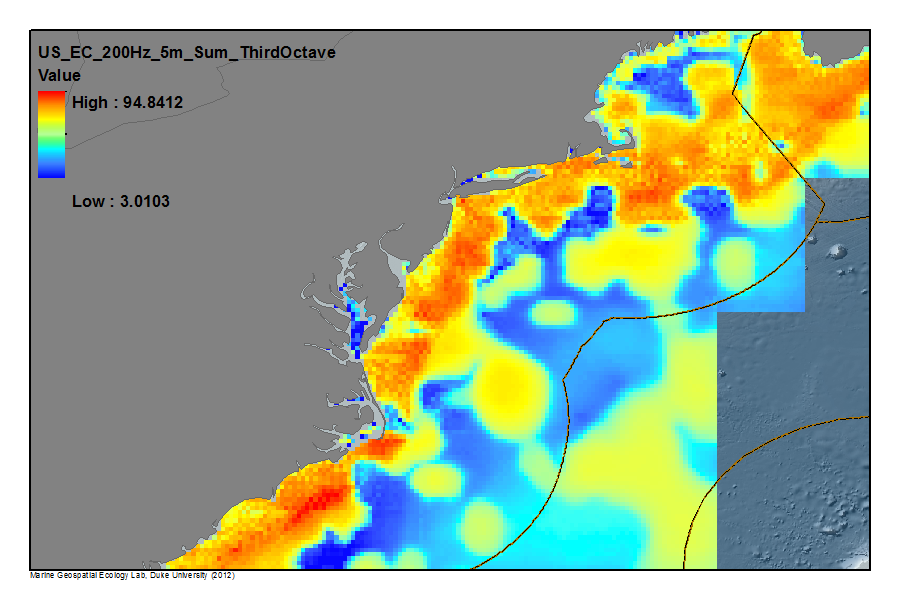 US_EC_200Hz_5m_Sum_ThirdOctave
Value
High : 94.8412
Low : 3.0103
Marine Geospatial Ecology Lab, Duke University (2012)